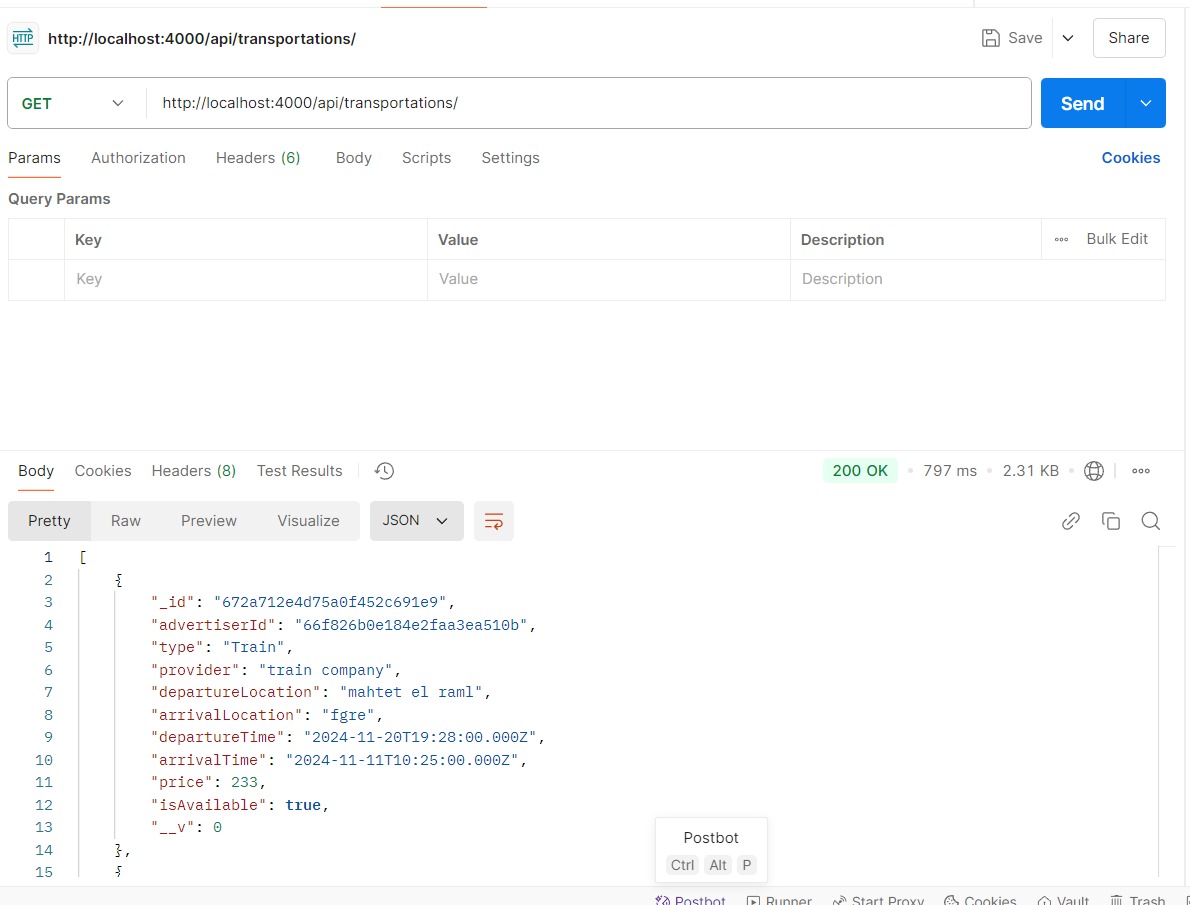 HTTP http://localhost:4000/api/transportations/ Save Share
GET http://localhost:4000/api/transportations/ Send
Params Authorization Headers (6) Body Scripts Settings Cookies
Query Params
Key Value Description Bulk Edit
Key Value Description
Body Cookies Headers (8) Test Results 200 OK 797 ms 2.31 KB
Pretty Raw Preview Visualize JSON
1 [
2 {
3 "_id": "672a712e4d75a0f452c691e9",
4 "advertiserId": "66f826b0e184e2faa3ea510b",
5 "type": "Train",
6 "provider": "train company",
7 "departureLocation": "mahtet el raml",
8 "arrivalLocation": "fgre",
9 "departureTime": "2024-11-20T19:28:00.000Z",
10 "arrivalTime": "2024-11-11T10:25:00.000Z",
11 "price": 233,
12 "isAvailable": true,
13 "__v": 0
14 },
15 {
Postbot
Ctrl Alt P
Postbot Runner Start Proxy Cookies Vault Trash